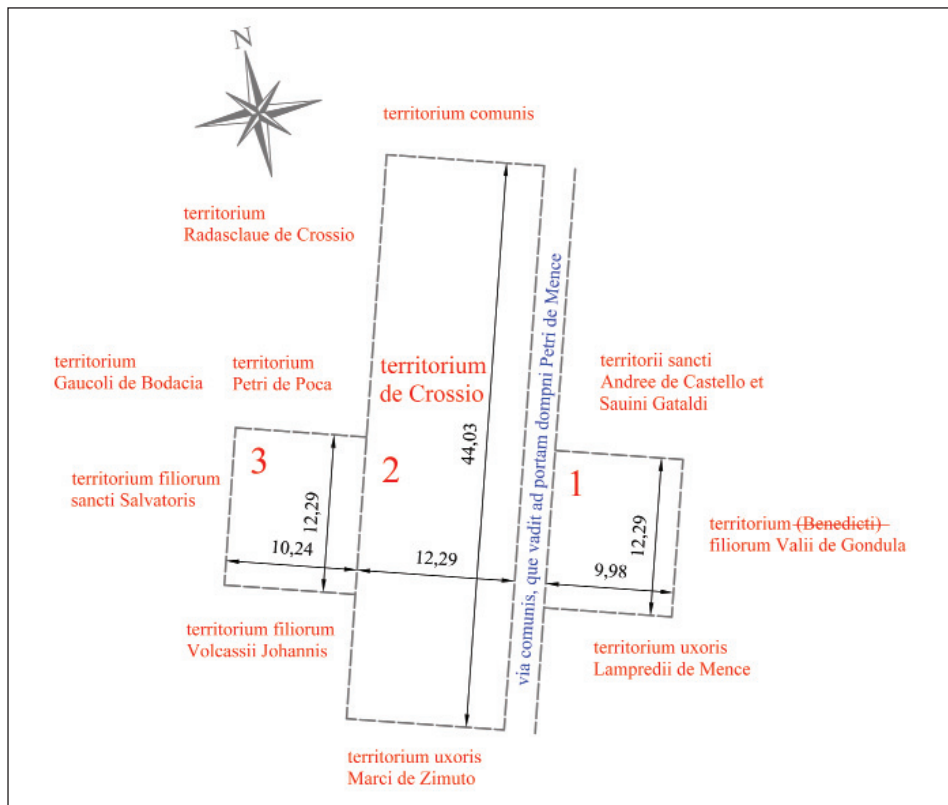 N
territorium comunis
territorium
Radasclaue de Crossio
territorium
Gaucoli de Bodacia
territorium
Petri de Poca
territorium
de Crossio
territorii sancti
Andree de Castello et
Sauini Gataldi
via comunis, que vadit ad portam dompni Petri de Mence
44,03
3
2
1
territorium filiorum
sancti Salvatoris
12,29
10,24
12,29
12,29
9,98
territorium (Benedicti)
filiorum Valii de Gondula
territorium filiorum
Volcassii Johannis
territorium uxoris
Lampredii de Mence
territorium uxoris
Marci de Zimuto